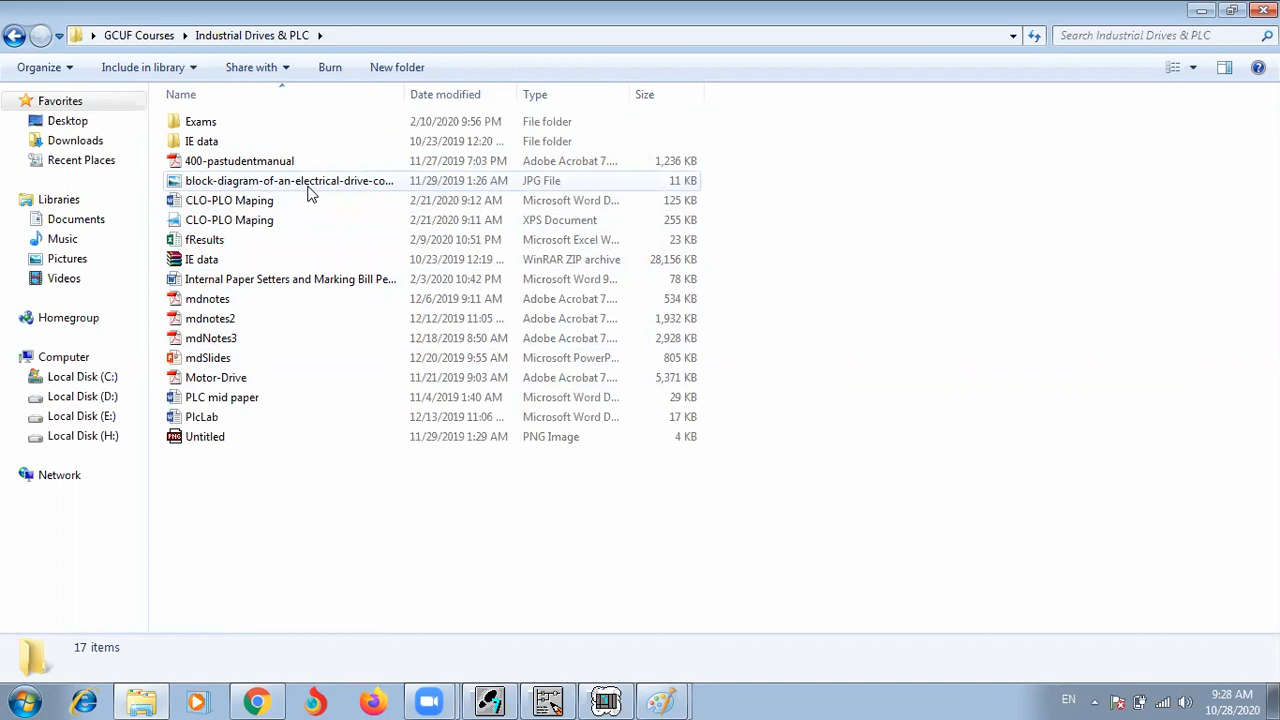 GCUF Courses Industrial Drives & PLC Search Industrial Drives & PLC
Organize Include in library Share with Burn New folder
Name Date modified Type Size
Favorites
Desktop
Downloads
Recent Places
Libraries
Documents
Music
Pictures
Videos
Homegroup
Computer
Local Disk (C:)
Local Disk (D:)
Local Disk (E:)
Local Disk (H:)
Network
Exams 2/10/2020 9:56 PM File folder
IE data 10/23/2019 12:20 ... File folder
400-pastudentmanual 11/27/2019 7:03 PM Adobe Acrobat 7.... 1,236 KB
block-diagram-of-an-electrical-drive-co... 11/29/2019 1:26 AM JPG File 11 KB
CLO-PLO Maping 2/21/2020 9:12 AM Microsoft Word D... 125 KB
CLO-PLO Maping 2/21/2020 9:11 AM XPS Document 255 KB
fResults 2/9/2020 10:51 PM Microsoft Excel W... 23 KB
IE data 10/23/2019 12:19 ... WinRAR ZIP archive 28,156 KB
Internal Paper Setters and Marking Bill Pe... 2/3/2020 10:42 PM Microsoft Word 9... 78 KB
mdnotes 12/6/2019 9:11 AM Adobe Acrobat 7.... 534 KB
mdnotes2 12/12/2019 11:05 ... Adobe Acrobat 7.... 1,932 KB
mdNotes3 12/18/2019 8:50 AM Adobe Acrobat 7.... 2,928 KB
mdSlides 12/20/2019 9:55 AM Microsoft PowerP... 805 KB
Motor-Drive 11/21/2019 9:03 AM Adobe Acrobat 7.... 5,371 KB
PLC mid paper 11/4/2019 1:40 AM Microsoft Word D... 29 KB
PlcLab 12/13/2019 11:06 ... Microsoft Word D... 17 KB
Untitled 11/29/2019 1:29 AM PNG Image 4 KB
17 items
EN
9:28 AM
10/28/2020